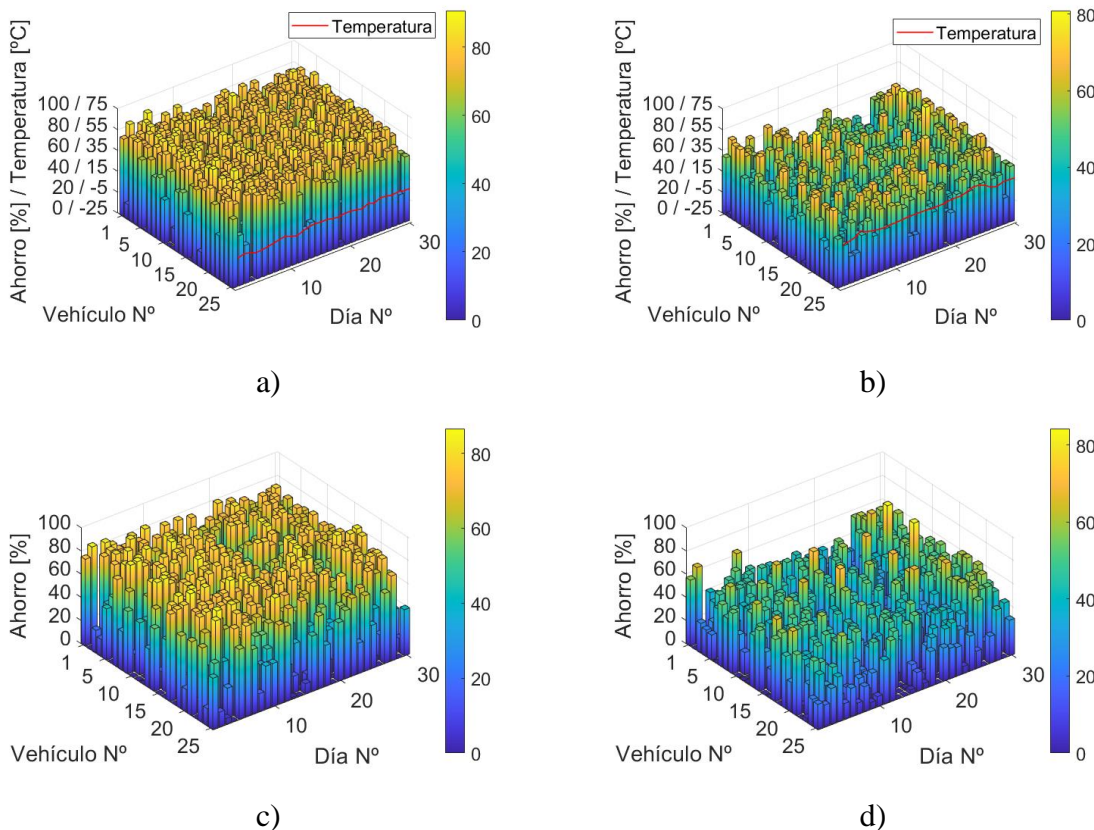 Temperatura
Ahorro [%] / Temperatura [ºC]
100 / 75
80 / 55
60 / 35
40 / 15
20 / -5
0 / -25
1
5
10
15
20
25
Vehículo Nº
10
20
30
Día Nº
80
60
40
20
0
a)
Temperatura
Ahorro [%] / Temperatura [ºC]
100 / 75
80 / 55
60 / 35
40 / 15
20 / -5
0 / -25
1
5
10
15
20
25
Vehículo Nº
10
20
30
Día Nº
80
60
40
20
0
b)
Ahorro [%]
100
80
60
40
20
0
1
5
10
15
20
25
Vehículo Nº
10
20
30
Día Nº
80
60
40
20
0
c)
Ahorro [%]
100
80
60
40
20
0
1
5
10
15
20
25
Vehículo Nº
10
20
30
Día Nº
80
60
40
20
0
d)